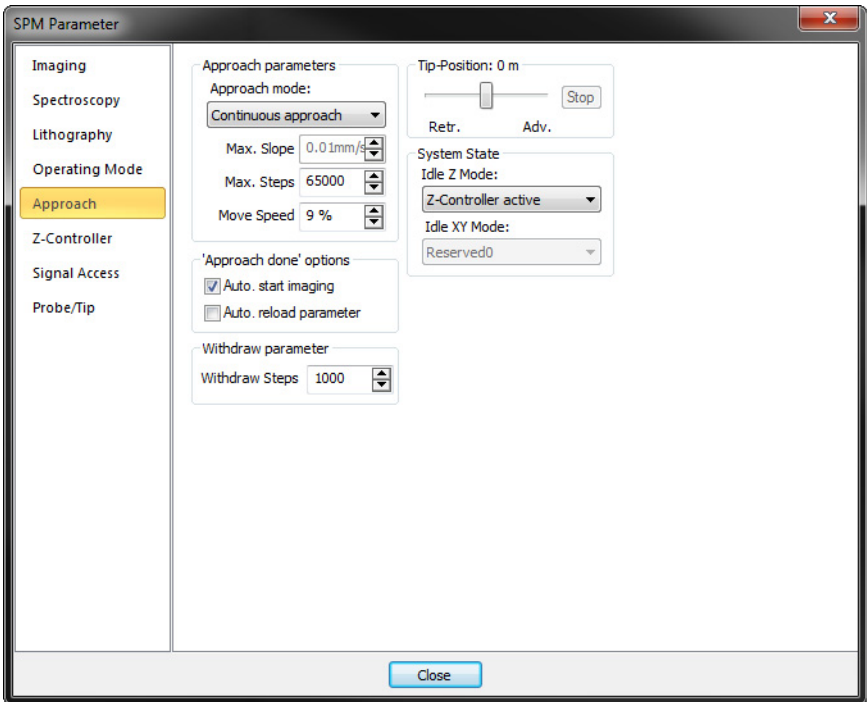 SPM Parameter
Imaging
Spectroscopy
Lithography
Operating Mode
Approach
Z-Controller
Signal Access
Probe/Tip
Approach parameters
Approach mode:
Continuous approach
Max. Slope 0.01mm/s
Max. Steps 65000
Move Speed 9 %
'Approach done' options
Auto. start imaging
Auto. reload parameter
Withdraw parameter
Withdraw Steps 1000
Tip-Position: 0 m
Stop
Retr. Adv.
System State
Idle Z Mode:
Z-Controller active
Idle XY Mode:
Reserved0
Close